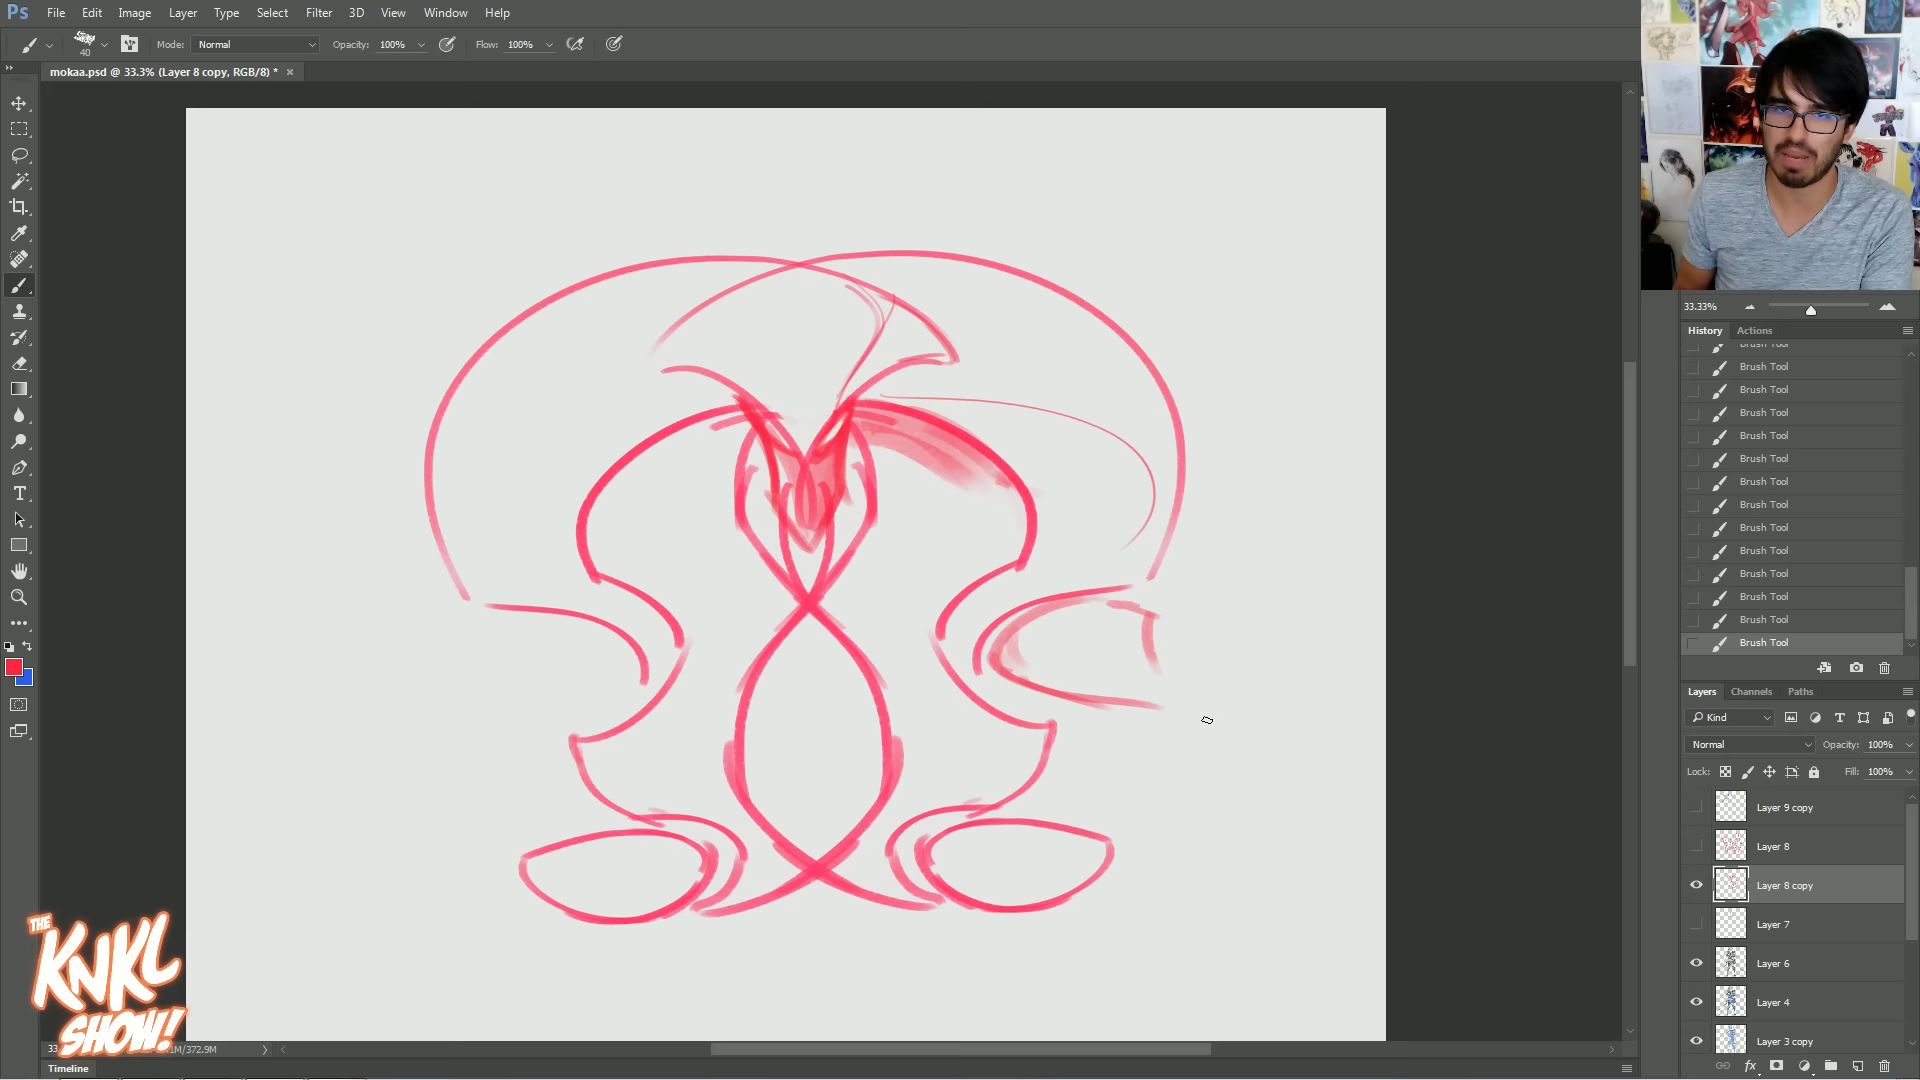 Ps File Edit Image Layer Type Select Filter 3D View Window Help
40 Mode: Normal Opacity: 100% Flow: 100%
mokaa.psd @ 33.3% (Layer 8 copy, RGB/8) *
33.33%
History Actions
Brush Tool
Brush Tool
Brush Tool
Brush Tool
Brush Tool
Brush Tool
Brush Tool
Brush Tool
Brush Tool
Brush Tool
Brush Tool
Brush Tool
Brush Tool
Brush Tool
Layers Channels Paths
Kind
Normal Opacity: 100%
Lock: Fill: 100%
Layer 9 copy
Layer 8
Layer 8 copy
Layer 7
Layer 6
Layer 4
Layer 3 copy
fx
THE
KNKL
SHOW!
Timeline